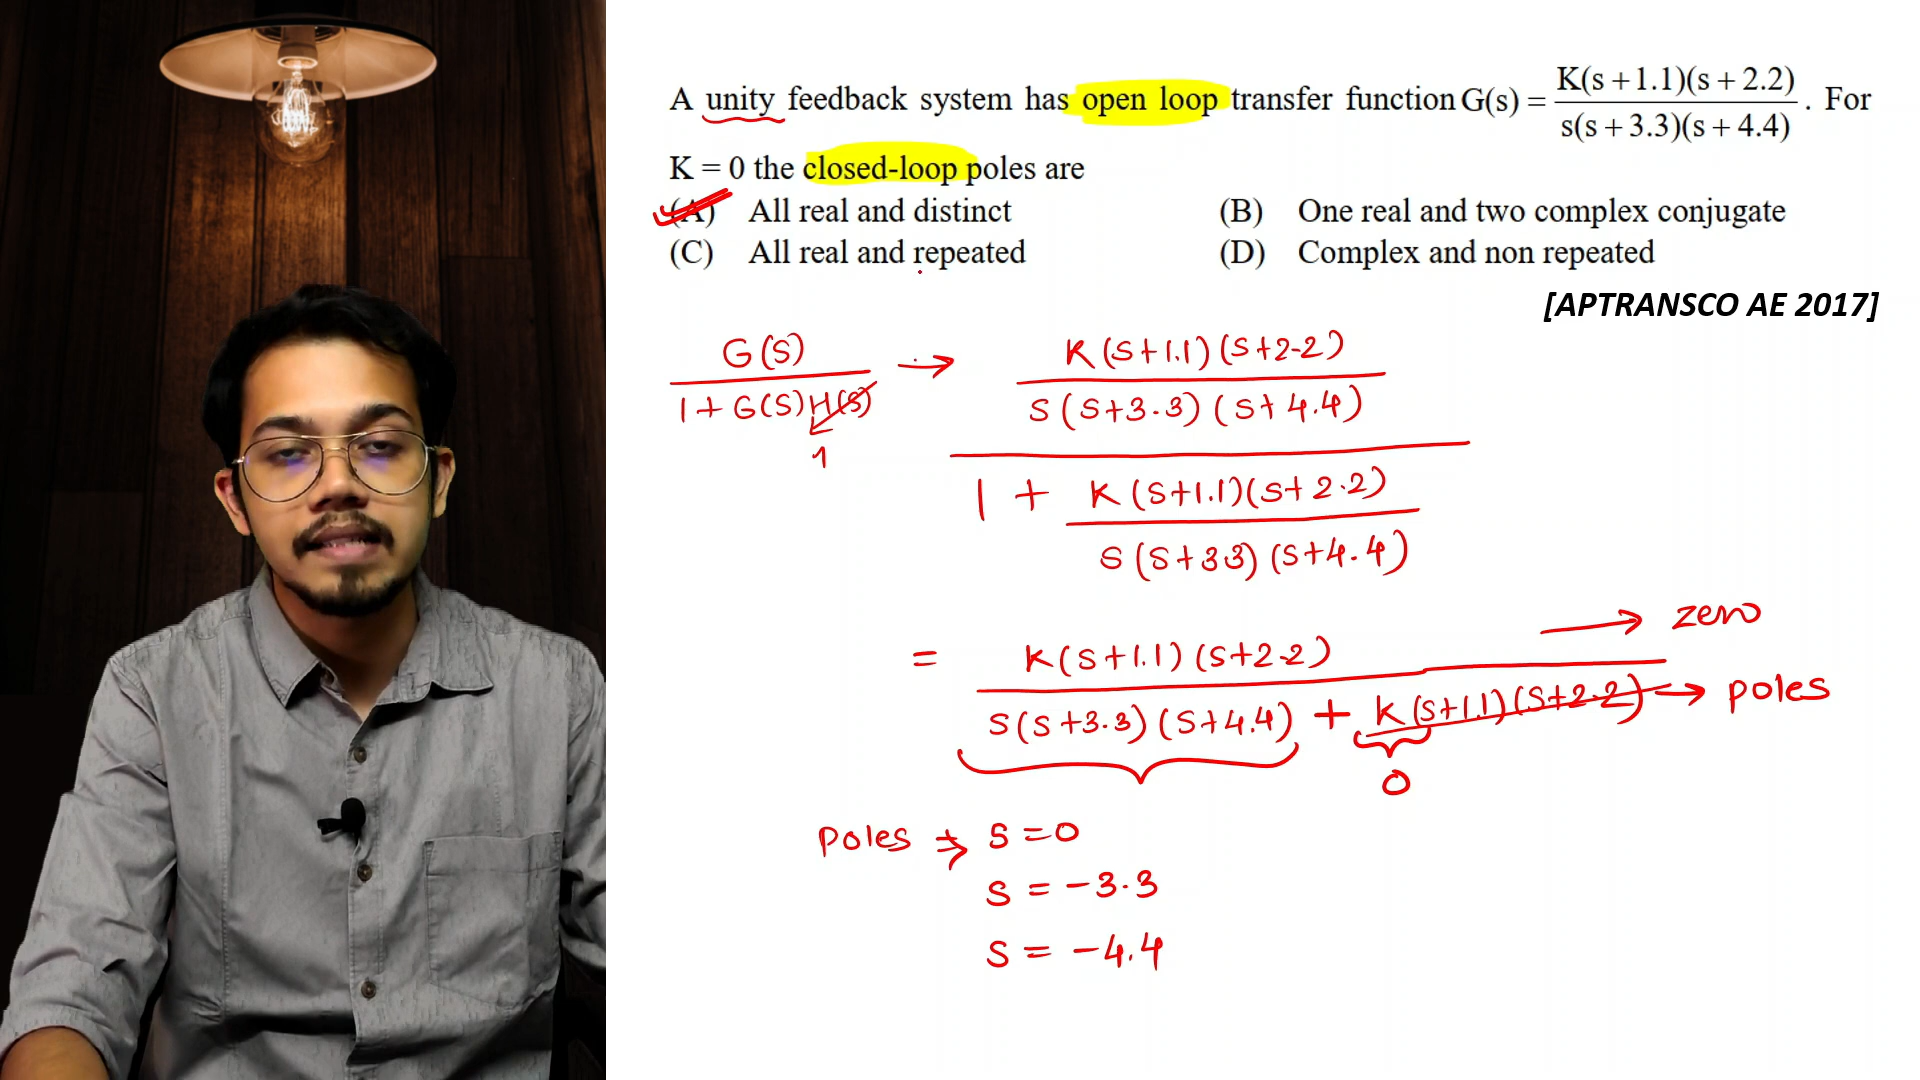 A unity feedback system has open loop transfer function G(s) = K(s+1.1)(s+2.2) / s(s+3.3)(s+4.4) . For
K = 0 the closed-loop poles are
(A) All real and distinct (B) One real and two complex conjugate
(C) All real and repeated (D) Complex and non repeated
[APTRANSCO AE 2017]
G(S) / 1 + G(S) H(S) → K(S+1.1)(S+2.2) / S(S+3.3)(S+4.4)
1
1 + K(S+1.1)(S+2.2) / S(S+33)(S+4.4)
= K(S+1.1)(S+2.2) → zero
S(S+3.3)(S+4.4) + K(S+1.1)(S+2.2) → poles
0
Poles ⇒ S = 0
S = -3.3
S = -4.4